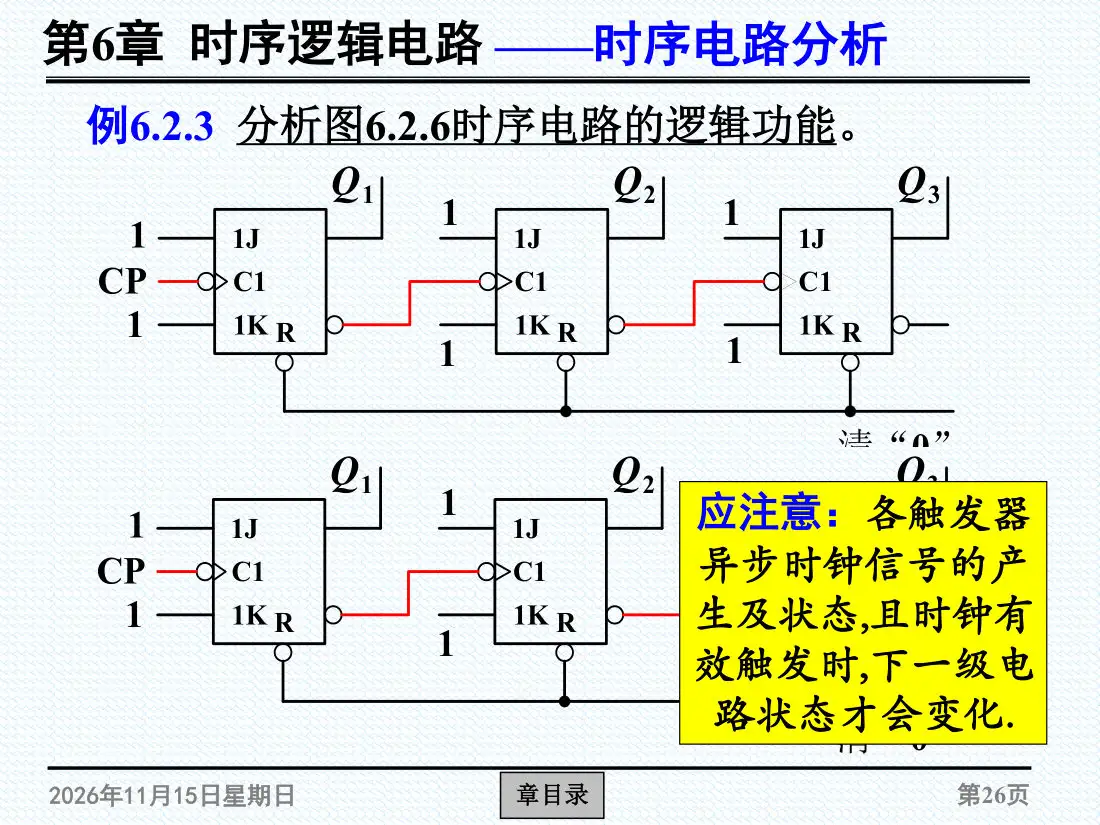 第6章 时序逻辑电路 ——时序电路分析
例6.2.3 分析图6.2.6时序电路的逻辑功能。
Q1 Q2 Q3
1 1J 1 1J 1 1J
CP C1 C1 C1
1 1K R 1 1K R 1 1K R
清“0”
Q1 Q2
1 1J 1 1J
CP C1 C1
1 1K R 1 1K R
应注意：各触发器
异步时钟信号的产
生及状态,且时钟有
效触发时,下一级电
路状态才会变化.
2026年11月15日星期日 章目录 第26页